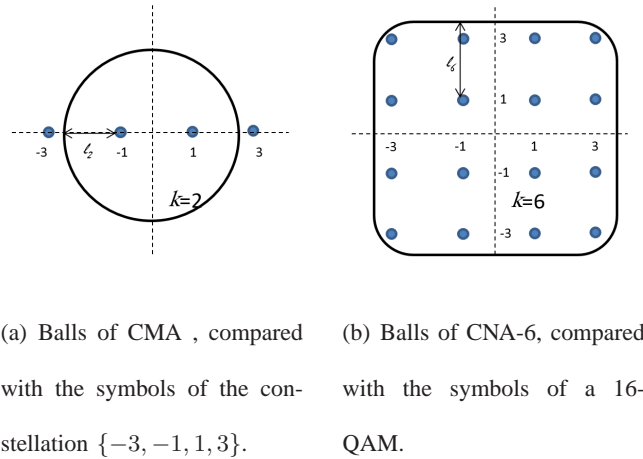 -3
-1
1
3
ℓ2
k=2
3
1
ℓ6
-3
-1
1
3
-1
k=6
-3
(a) Balls of CMA , compared
with the symbols of the con-
stellation {−3, −1, 1, 3}.
(b) Balls of CNA-6, compared
with the symbols of a 16-
QAM.